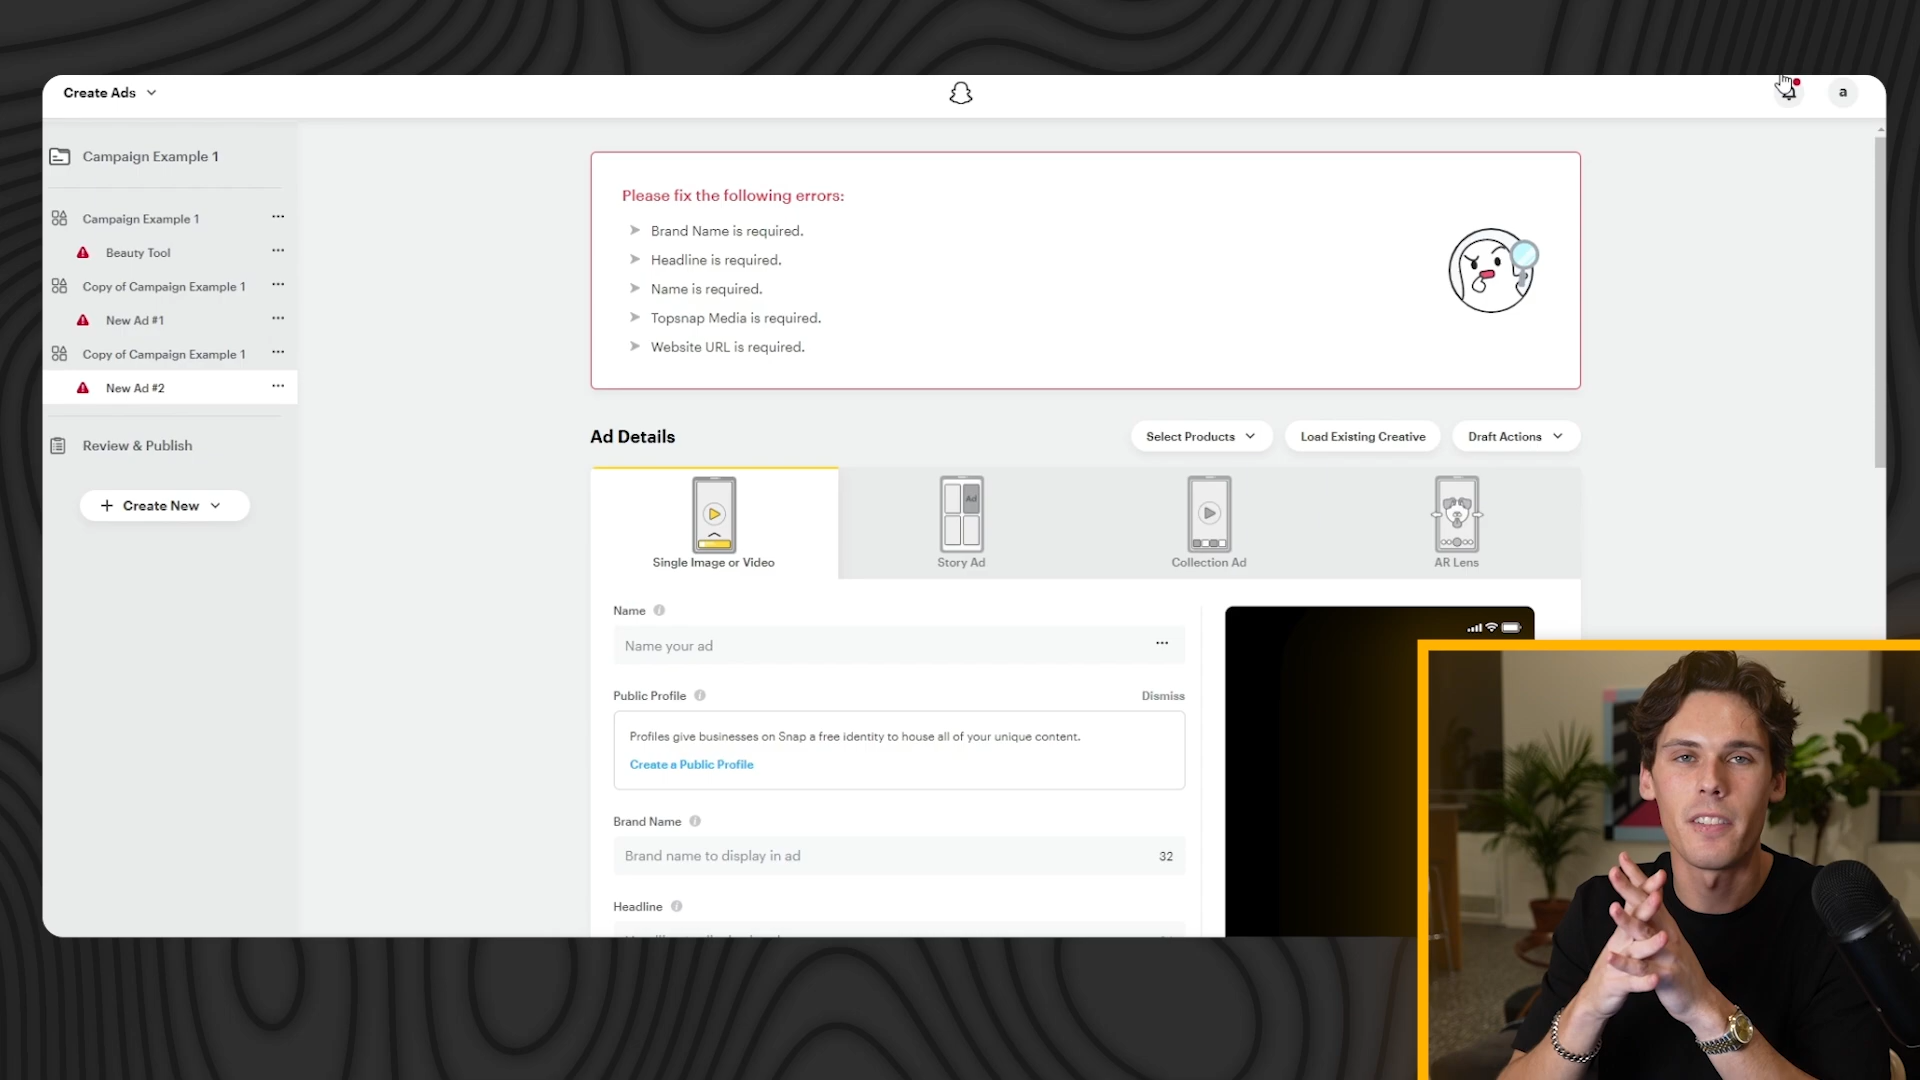 Create Ads
a
Campaign Example 1
Campaign Example 1
Beauty Tool
Copy of Campaign Example 1
New Ad #1
Copy of Campaign Example 1
New Ad #2
Review & Publish
+ Create New
Please fix the following errors:
Brand Name is required.
Headline is required.
Name is required.
Topsnap Media is required.
Website URL is required.
Ad Details
Select Products
Load Existing Creative
Draft Actions
Ad
Single Image or Video
Story Ad
Collection Ad
AR Lens
Name
Name your ad
Public Profile
Dismiss
Profiles give businesses on Snap a free identity to house all of your unique content.
Create a Public Profile
Brand Name
Brand name to display in ad
32
Headline